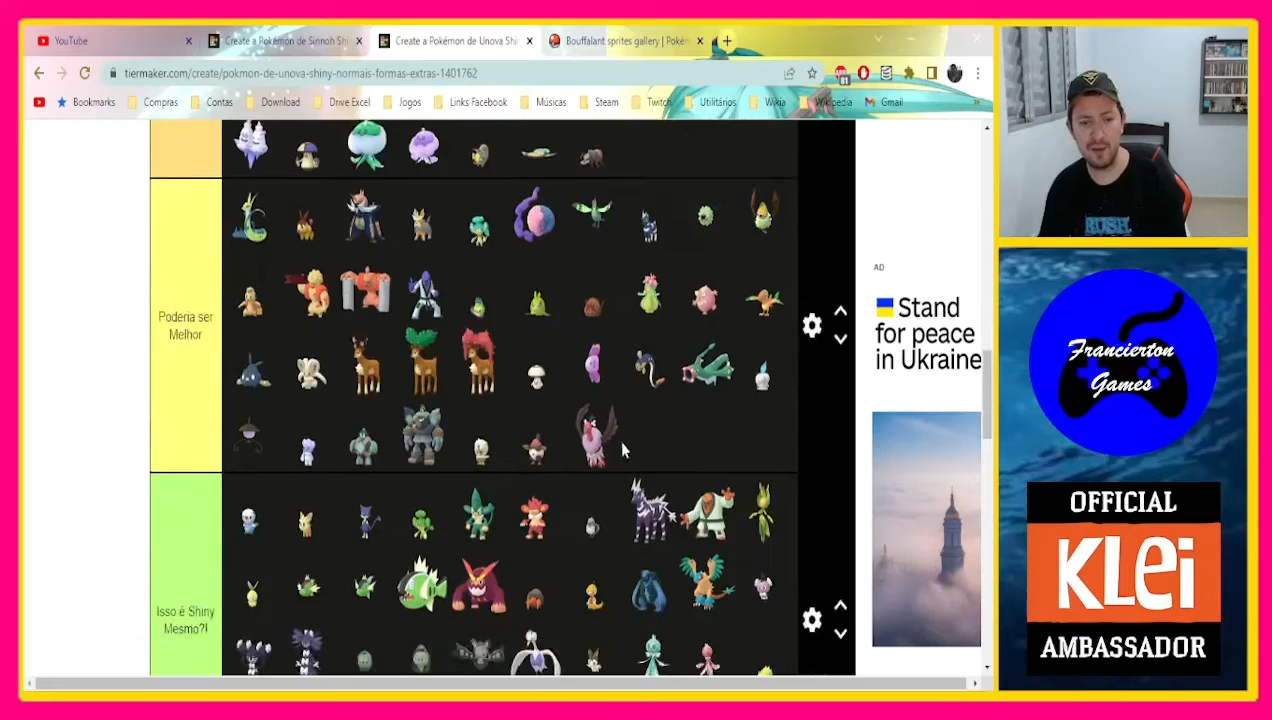 YouTube
Create a Pokémon de Sinnoh Shi
Create a Pokémon de Unova Shi
Bouffalant sprites gallery | Poké
tiermaker.com/create/pokmon-de-unova-shiny-normais-formas-extras-1401762
81
Bookmarks
Compras
Contas
Download
Drive Excel
Jogos
Links Facebook
Músicas
Steam
Twitch
Utilitários
Wikia
Wikipedia
Gmail
Poderia ser
Melhor
Isso é Shiny
Mesmo?!
AD
Stand
for peace
in Ukraine
RUSH
Francierton
Games
OFFICIAL
KLei
AMBASSADOR